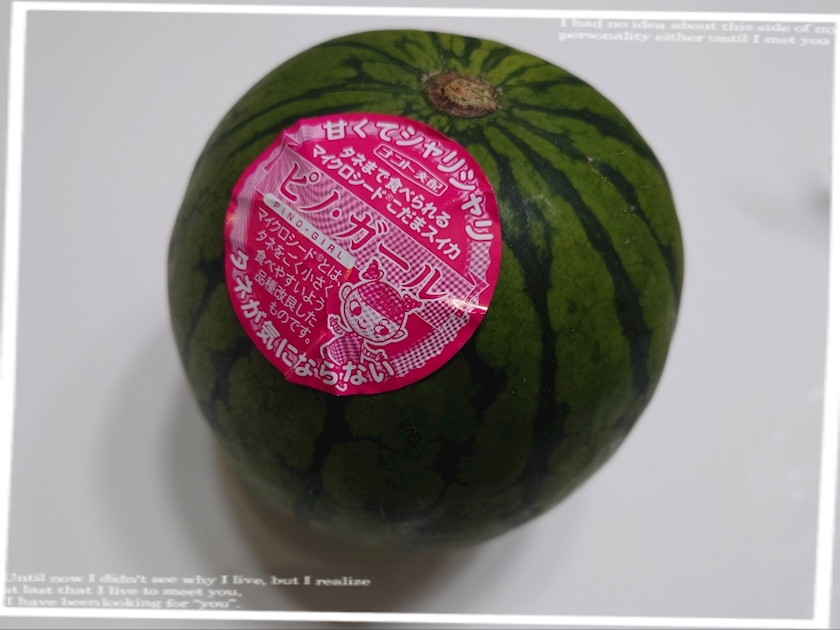 I had no idea about this side of my
personality either until I met you
甘くてシャリシャリ
ナント交配
タネまで食べられる
マイクロシード®こだまスイカ
ピノ・ガール
PINO・GIRL
マイクロシード®とは
タネをごく小さく
食べやすいよう
品種改良した
ものです。
タネが気にならない
Until now I didn't see why I live, but I realize
at last that I live to meet you.
I have been looking for "you".